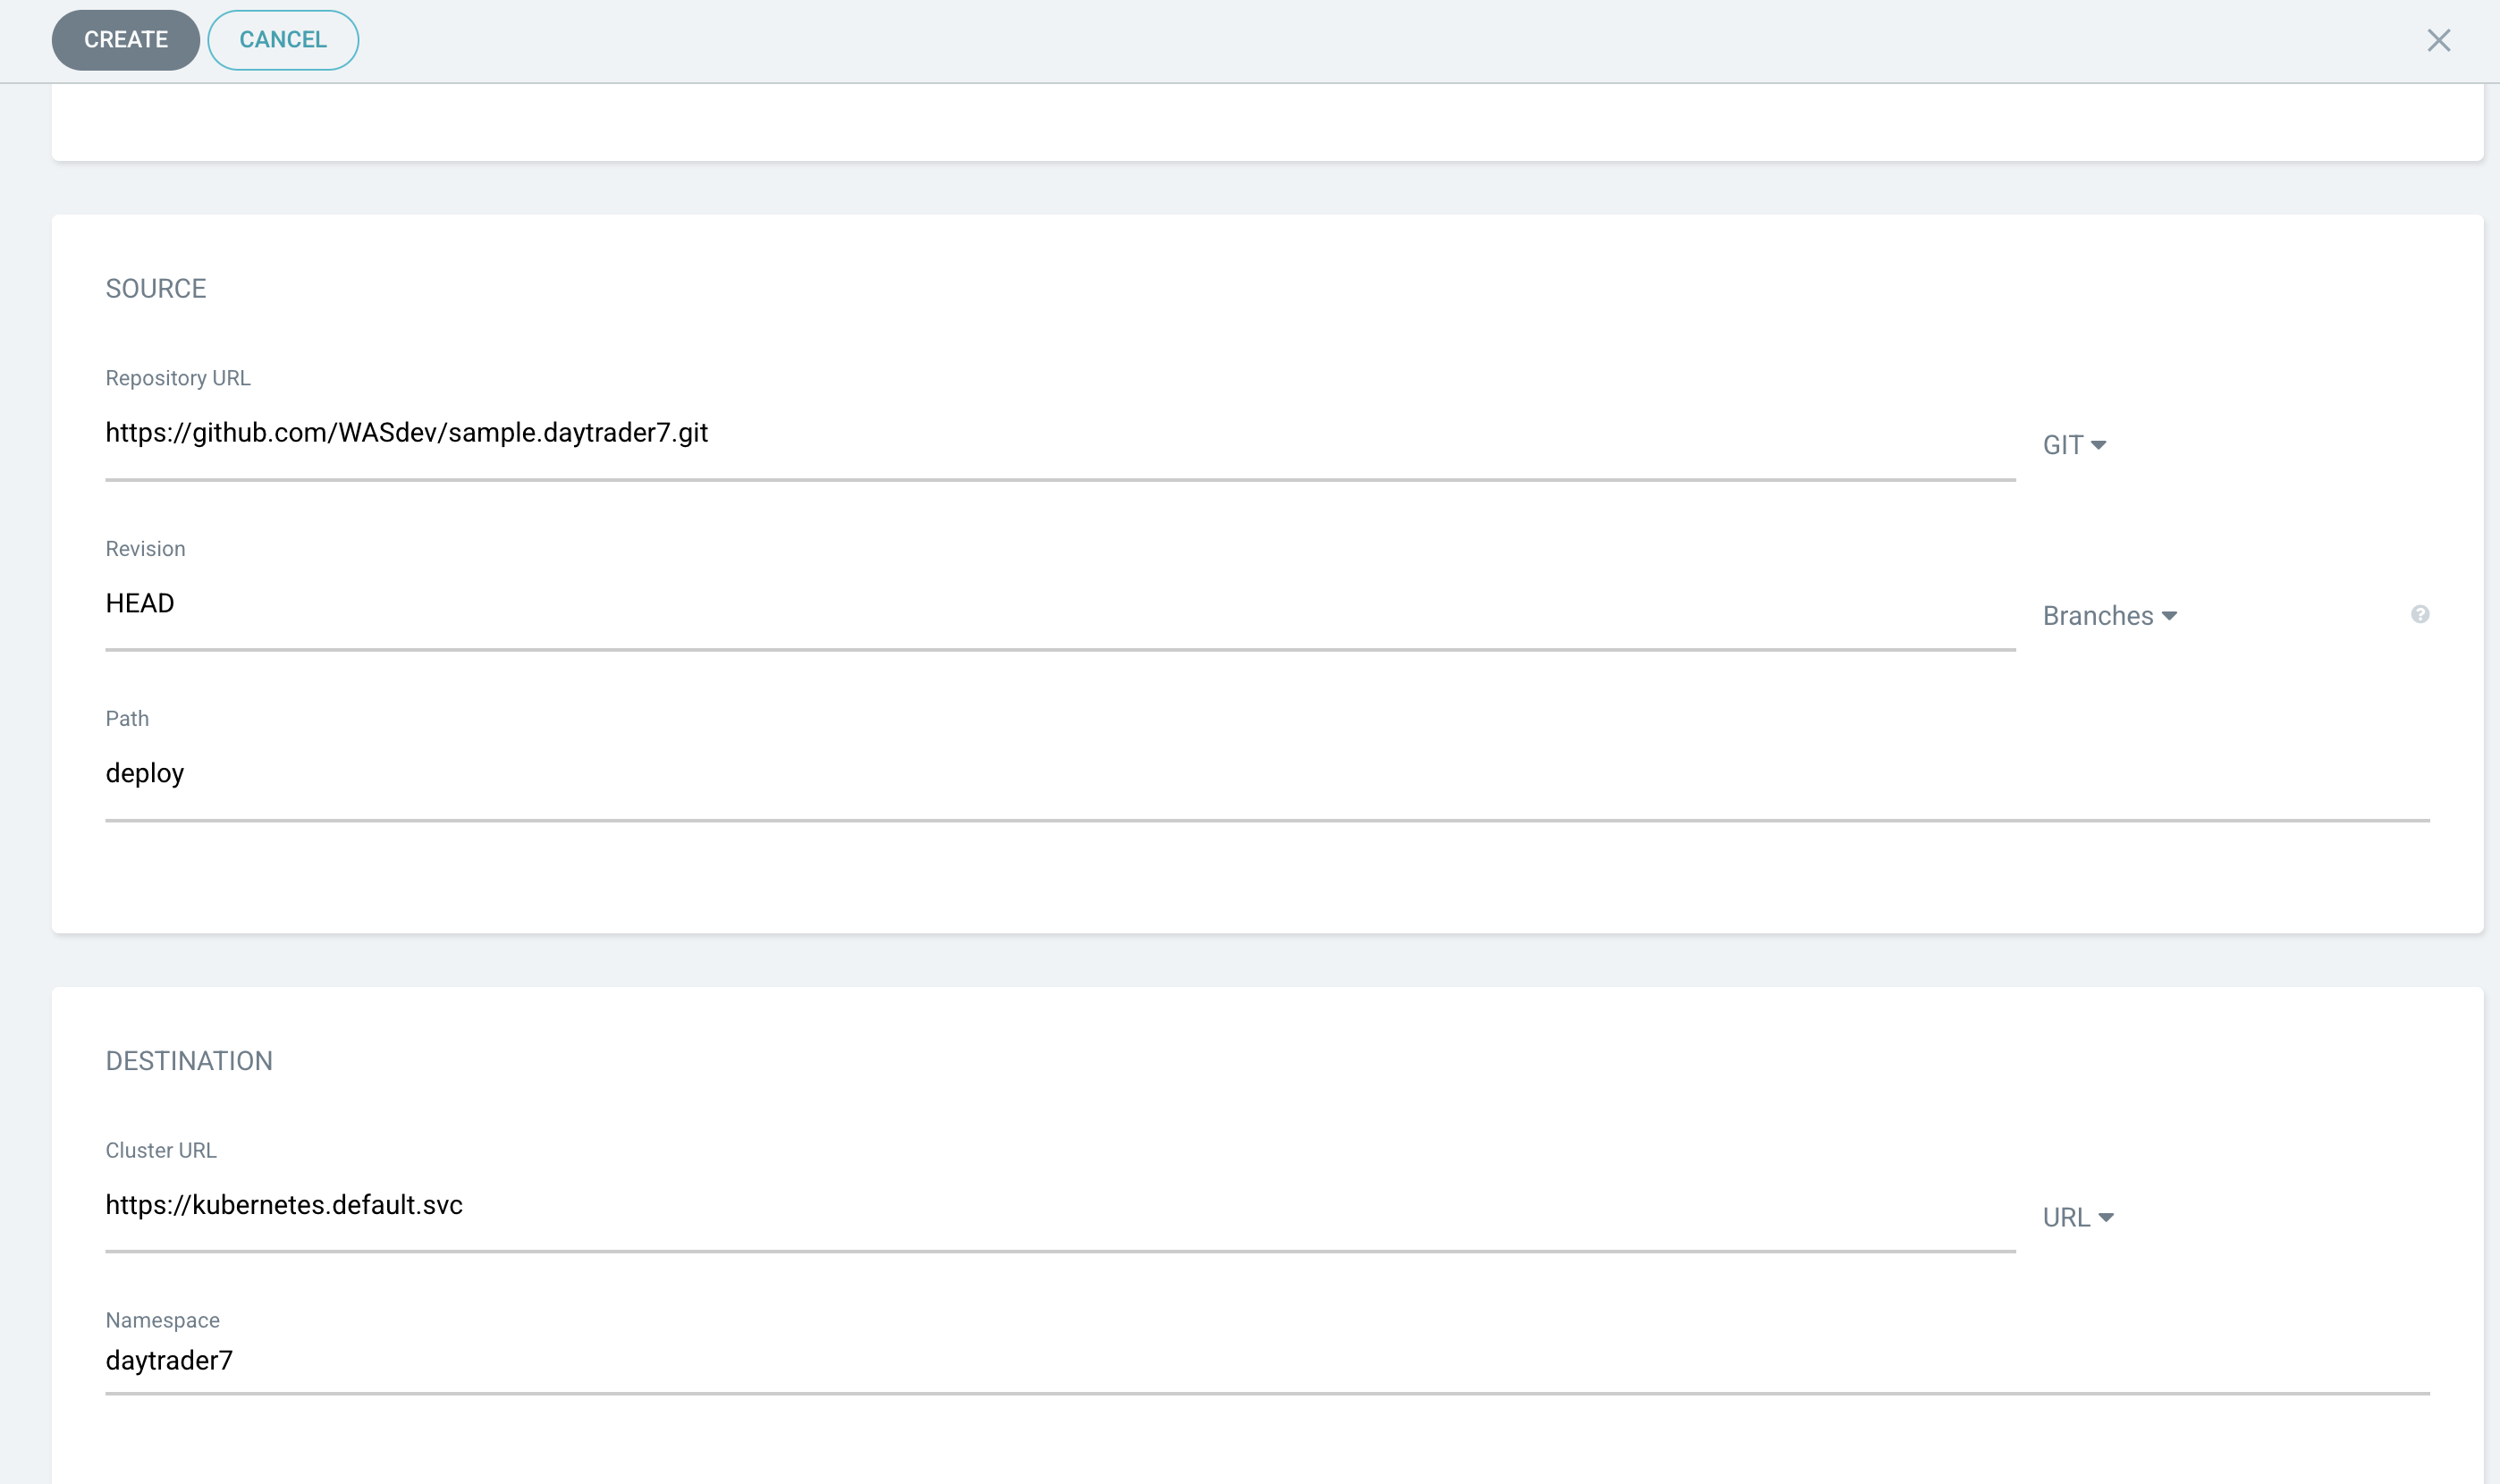 CREATE CANCEL
SOURCE
Repository URL
https://github.com/WASdev/sample.daytrader7.git
GIT
Revision
HEAD
Branches
?
Path
deploy
DESTINATION
Cluster URL
https://kubernetes.default.svc
URL
Namespace
daytrader7